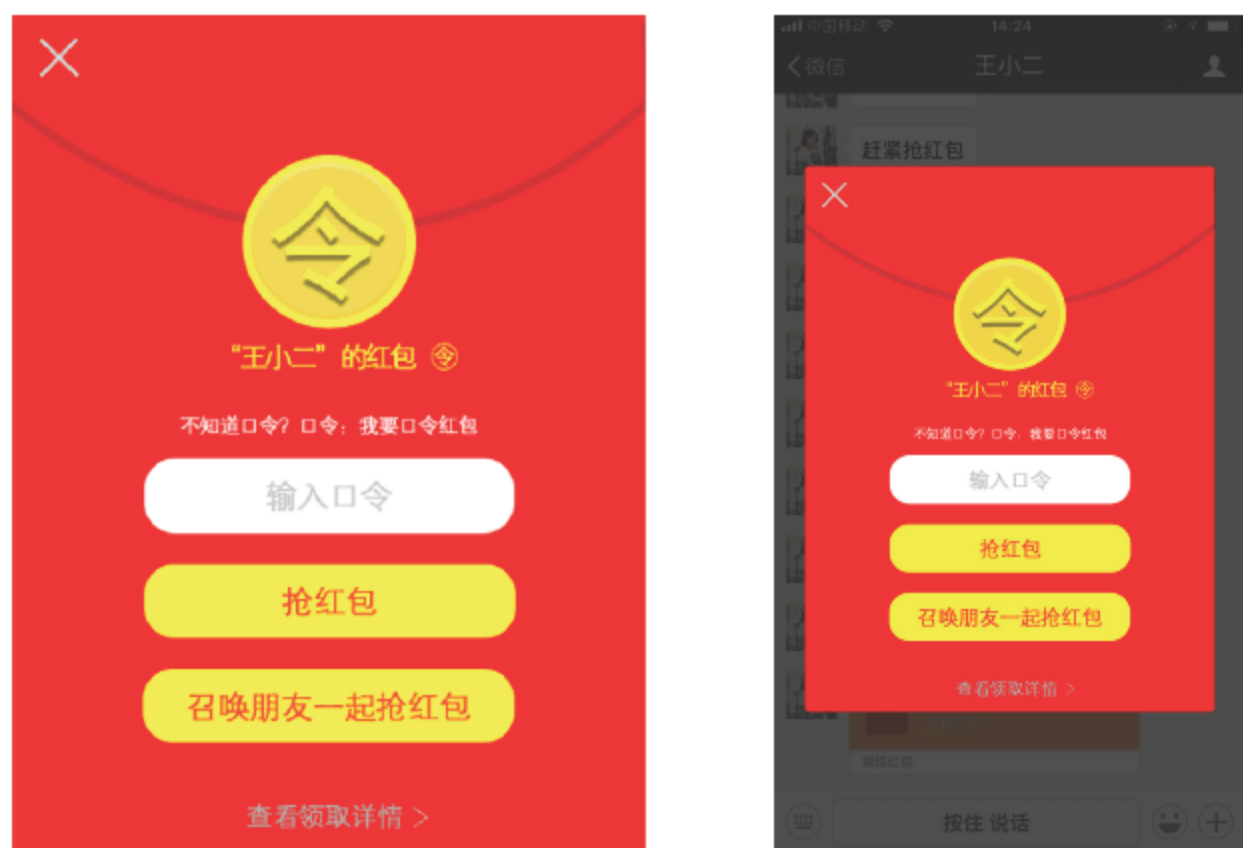 令
“王小二”的红包 令
不知道口令？口令：我要口令红包
输入口令
抢红包
召唤朋友一起抢红包
查看领取详情 >
中国移动 14:24
微信 王小二
赶紧抢红包
令
“王小二”的红包 令
不知道口令？口令：我要口令红包
输入口令
抢红包
召唤朋友一起抢红包
查看领取详情 >
微信红包
按住 说话